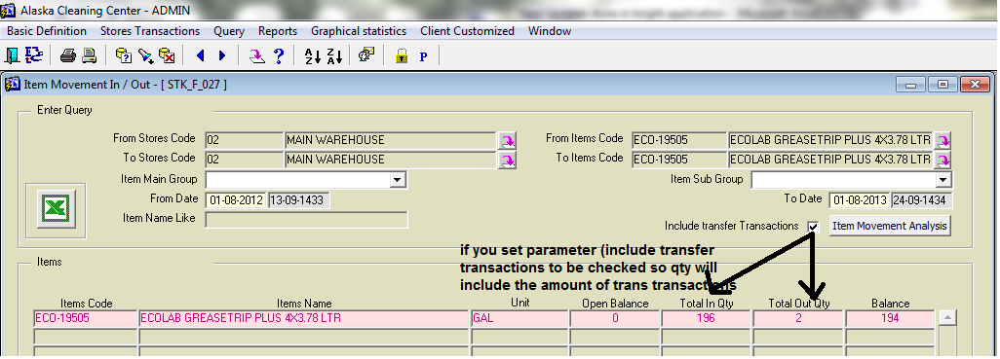 Alaska Cleaning Center - ADMIN
Basic Definition Stores Transactions Query Reports Graphical statistics Client Customized Window
A Z Z A P
Item Movement In / Out - [ STK_F_027 ]
Enter Query
From Stores Code 02 MAIN WAREHOUSE From Items Code ECO-19505 ECOLAB GREASETRIP PLUS 4X3.78 LTR
To Stores Code 02 MAIN WAREHOUSE To Items Code ECO-19505 ECOLAB GREASETRIP PLUS 4X3.78 LTR
Item Main Group Item Sub Group
From Date 01-08-2012 13-09-1433 To Date 01-08-2013 24-09-1434
Item Name Like
Include transfer Transactions Item Movement Analysis
if you set parameter (include transfer
transactions to be checked so qty will
include the amount of trans transactions
Items
Items Code Items Name Unit Open Balance Total In Qty Total Out Qty Balance
ECO-19505 ECOLAB GREASETRIP PLUS 4X3.78 LTR GAL 0 196 2 194